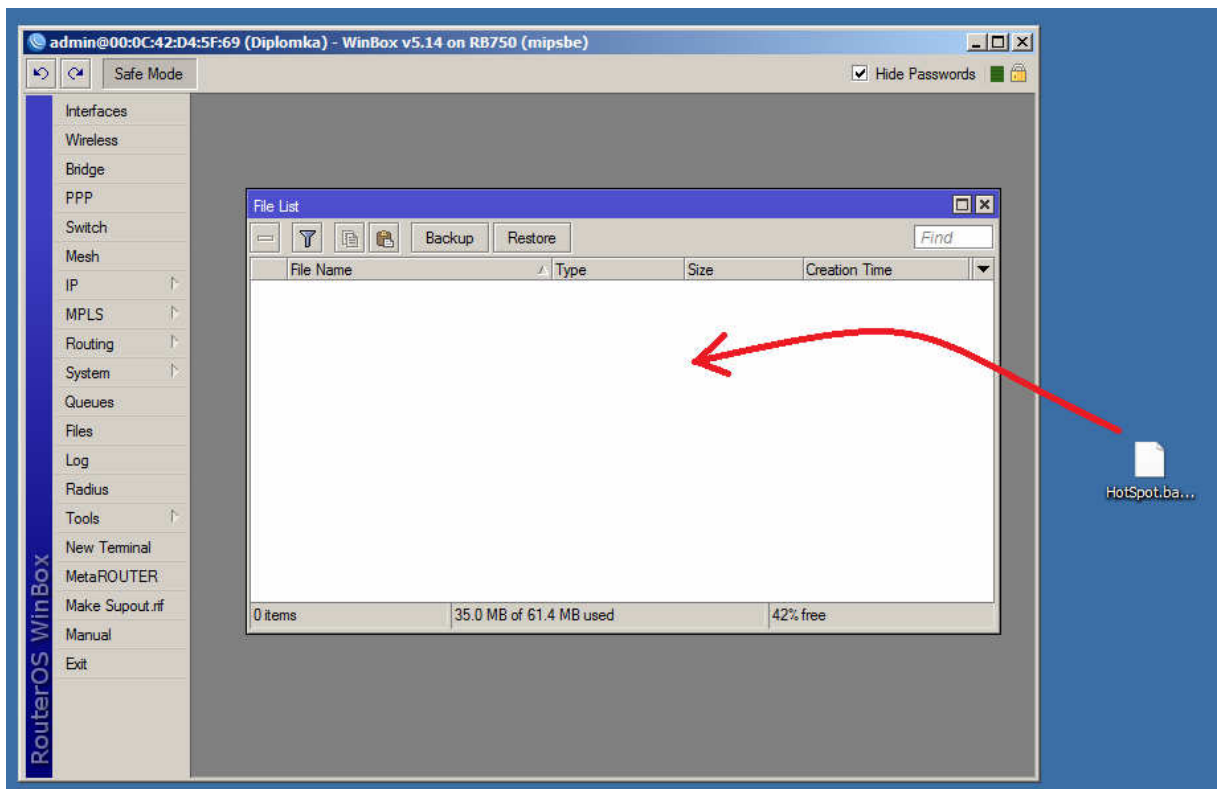 admin@00:0C:42:D4:5F:69 (Diplomka) - WinBox v5.14 on RB750 (mipsbe)
Safe Mode
Hide Passwords
Interfaces
Wireless
Bridge
PPP
Switch
Mesh
IP
MPLS
Routing
System
Queues
Files
Log
Radius
Tools
New Terminal
MetaROUTER
Make Supout.rif
Manual
Exit
RouterOS WinBox
File List
Backup Restore Find
File Name Type Size Creation Time
0 items 35.0 MB of 61.4 MB used 42% free
HotSpot.ba...